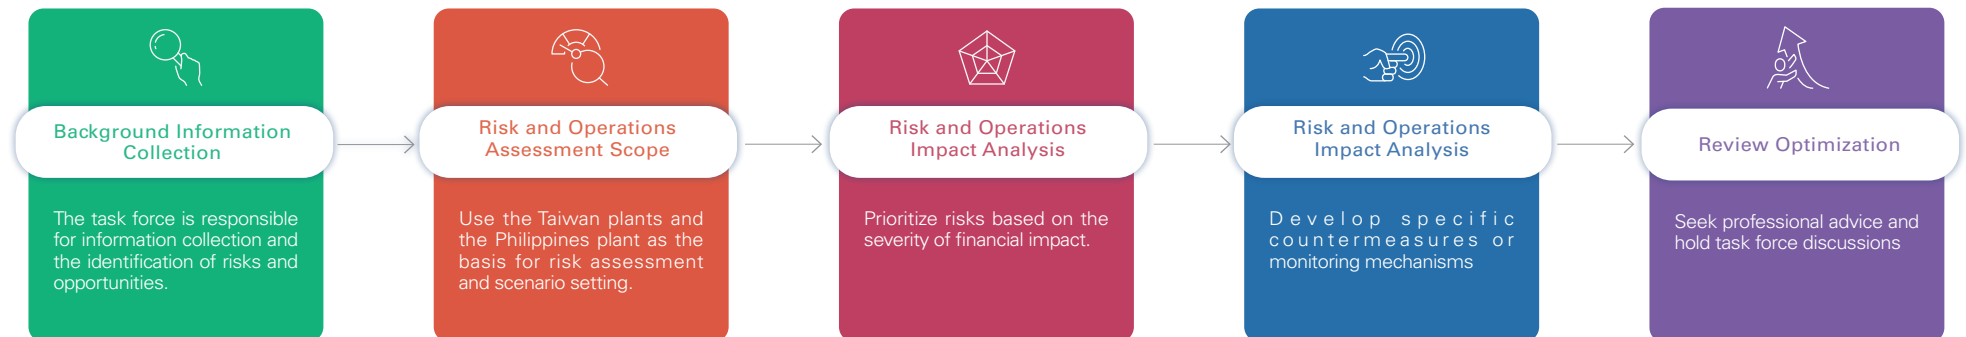 Background Information
Collection
The task force is responsible
for information collection and
the identification of risks and
opportunities.
Risk and Operations
Assessment Scope
Use the Taiwan plants and
the Philippines plant as the
basis for risk assessment
and scenario setting.
Risk and Operations
Impact Analysis
Prioritize risks based on the
severity of financial impact.
Risk and Operations
Impact Analysis
Develop specific
countermeasures or
monitoring mechanisms
Review Optimization
Seek professional advice and
hold task force discussions